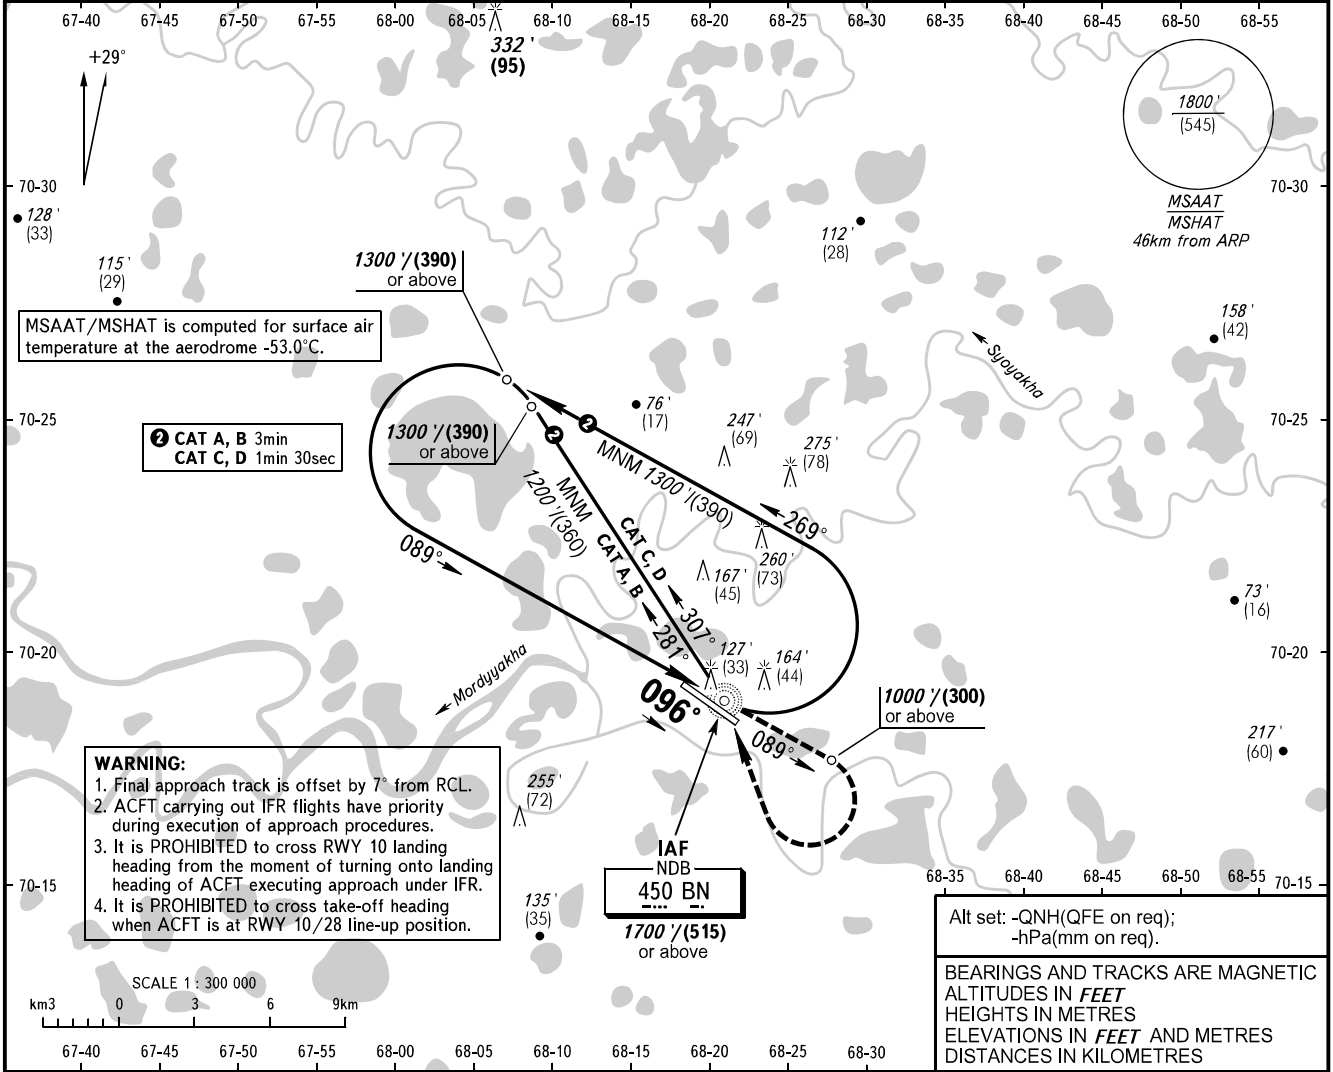 67-40 67-45 67-50 67-55 68-00 68-05 68-10 68-15 68-20 68-25 68-30 68-35 68-40 68-45 68-50 68-55
332'
(95)
+29°
1800'
(545)
MSAAT
MSHAT
46km from ARP
70-30
70-30
128'
(33)
112'
(28)
115'
(29)
1300'/(390)
or above
158'
(42)
MSAAT/MSHAT is computed for surface air
temperature at the aerodrome -53.0°C.
Syoyakha
70-25
70-25
76'
(17)
247'
(69)
275'
(78)
2 CAT A, B 3min
CAT C, D 1min 30sec
1300'/(390)
or above
2
2
MNM 1300'/(390)
MNM
1200'/(360)
269°
089°
CAT C, D
CAT A, B
260'
(73)
167'
(45)
73'
(16)
307°
281°
70-20
70-20
127'
(33)
164'
(44)
Mordyyakha
096°
1000'/(300)
or above
089°
217'
(60)
WARNING:
1. Final approach track is offset by 7° from RCL.
2. ACFT carrying out IFR flights have priority
during execution of approach procedures.
3. It is PROHIBITED to cross RWY 10 landing
heading from the moment of turning onto landing
heading of ACFT executing approach under IFR.
4. It is PROHIBITED to cross take-off heading
when ACFT is at RWY 10/28 line-up position.
255'
(72)
IAF
NDB
450 BN
1700'/(515)
or above
70-15
68-35 68-40 68-45 68-50 68-55 70-15
135'
(35)
Alt set: -QNH(QFE on req);
-hPa(mm on req).
BEARINGS AND TRACKS ARE MAGNETIC
ALTITUDES IN FEET
HEIGHTS IN METRES
ELEVATIONS IN FEET AND METRES
DISTANCES IN KILOMETRES
SCALE 1 : 300 000
km3 0 3 6 9km
67-40 67-45 67-50 67-55 68-00 68-05 68-10 68-15 68-20 68-25 68-30